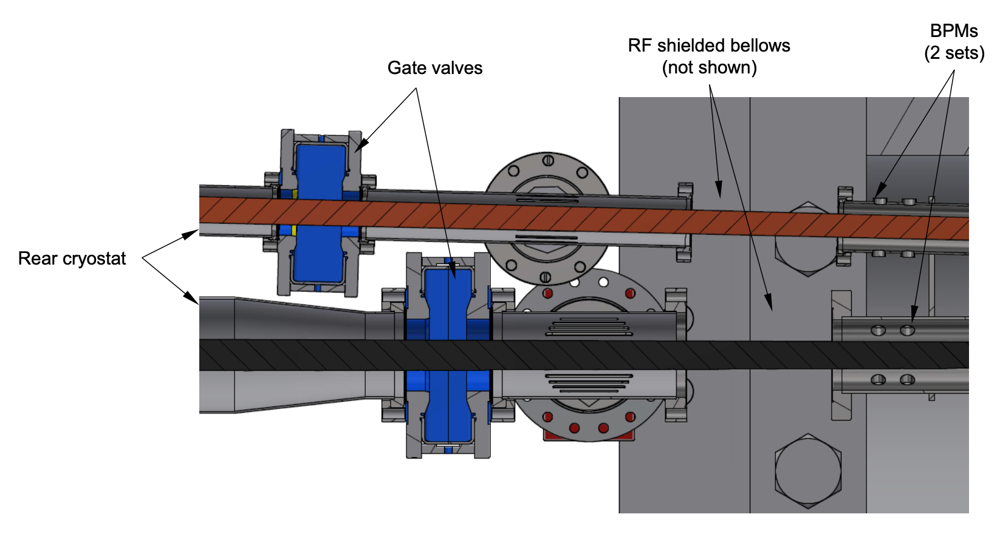 BPMs
(2 sets)
RF shielded bellows
(not shown)
Gate valves
Rear cryostat